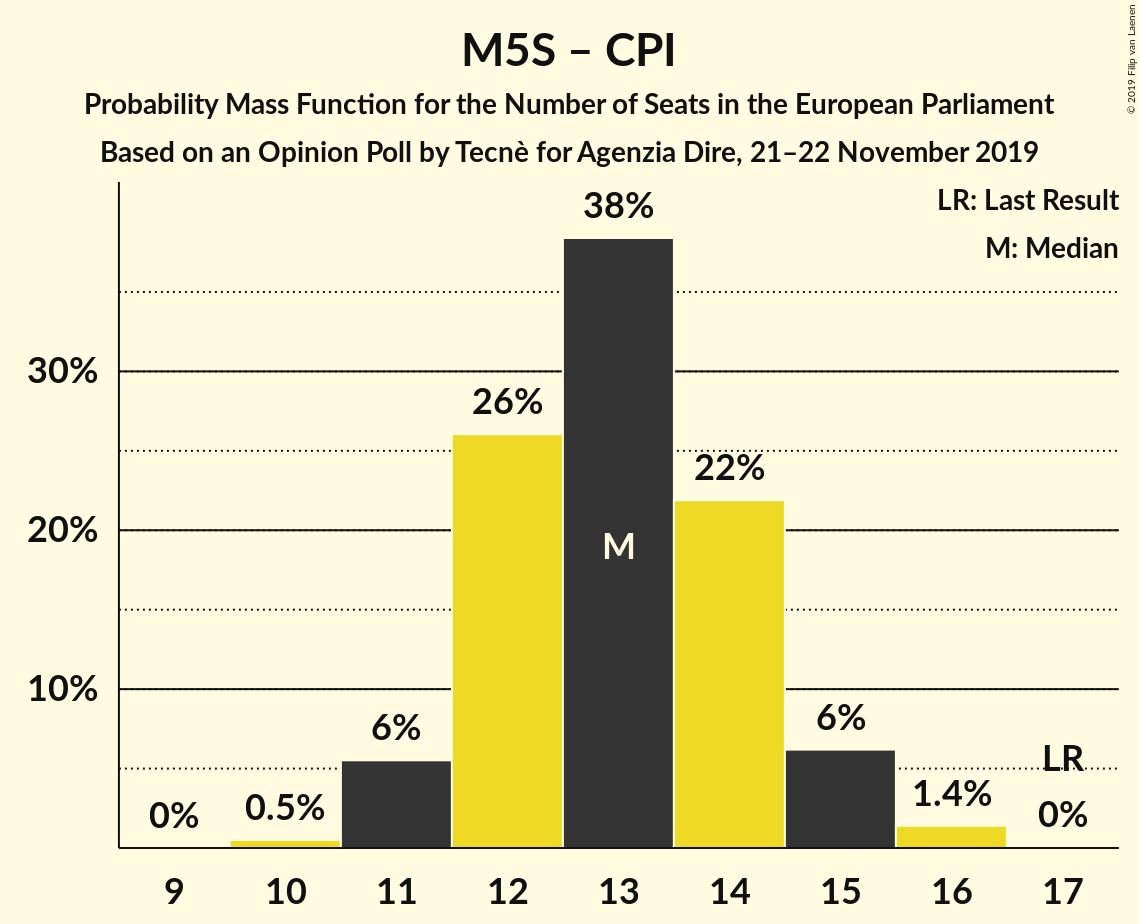 M5S – CPI
Probability Mass Function for the Number of Seats in the European Parliament
Based on an Opinion Poll by Tecnè for Agenzia Dire, 21–22 November 2019
© 2019 Filip van Laenen
LR: Last Result
M: Median
30%
20%
10%
0%
0.5%
6%
26%
38%
M
22%
6%
1.4%
LR
0%
9 10 11 12 13 14 15 16 17